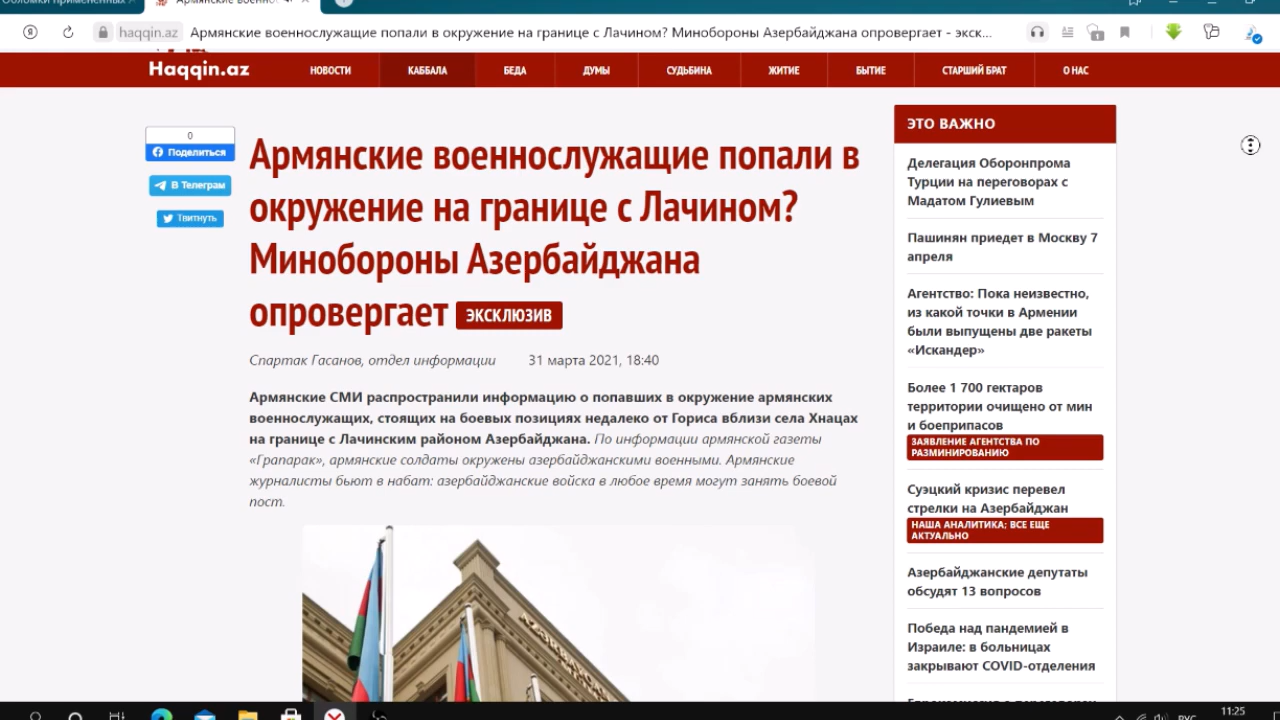 Армянские военно
haqqin.az Армянские военнослужащие попали в окружение на границе с Лачином? Минобороны Азербайджана опровергает - экск...
Haqqin.az НОВОСТИ КАББАЛА БЕДА ДУМЫ СУДЬБИНА ЖИТИЕ БЫТИЕ СТАРШИЙ БРАТ О НАС
0
Поделиться
В Телеграм
Твитнуть
Армянские военнослужащие попали в
окружение на границе с Лачином?
Минобороны Азербайджана
опровергает ЭКСКЛЮЗИВ
Спартак Гасанов, отдел информации 31 марта 2021, 18:40
Армянские СМИ распространили информацию о попавших в окружение армянских
военнослужащих, стоящих на боевых позициях недалеко от Гориса вблизи села Хнацах
на границе с Лачинским районом Азербайджана. По информации армянской газеты
«Грапарак», армянские солдаты окружены азербайджанскими военными. Армянские
журналисты бьют в набат: азербайджанские войска в любое время могут занять боевой
пост.
ЭТО ВАЖНО
Делегация Оборонпрома
Турции на переговорах с
Мадатом Гулиевым
Пашинян приедет в Москву 7
апреля
Агентство: Пока неизвестно,
из какой точки в Армении
были выпущены две ракеты
«Искандер»
Более 1 700 гектаров
территории очищено от мин
и боеприпасов
ЗАЯВЛЕНИЕ АГЕНТСТВА ПО
РАЗМИНИРОВАНИЮ
Суэцкий кризис перевел
стрелки на Азербайджан
НАША АНАЛИТИКА; ВСЕ ЕЩЕ
АКТУАЛЬНО
Азербайджанские депутаты
обсудят 13 вопросов
Победа над пандемией в
Израиле: в больницах
закрывают COVID-отделения
РУС
11:25